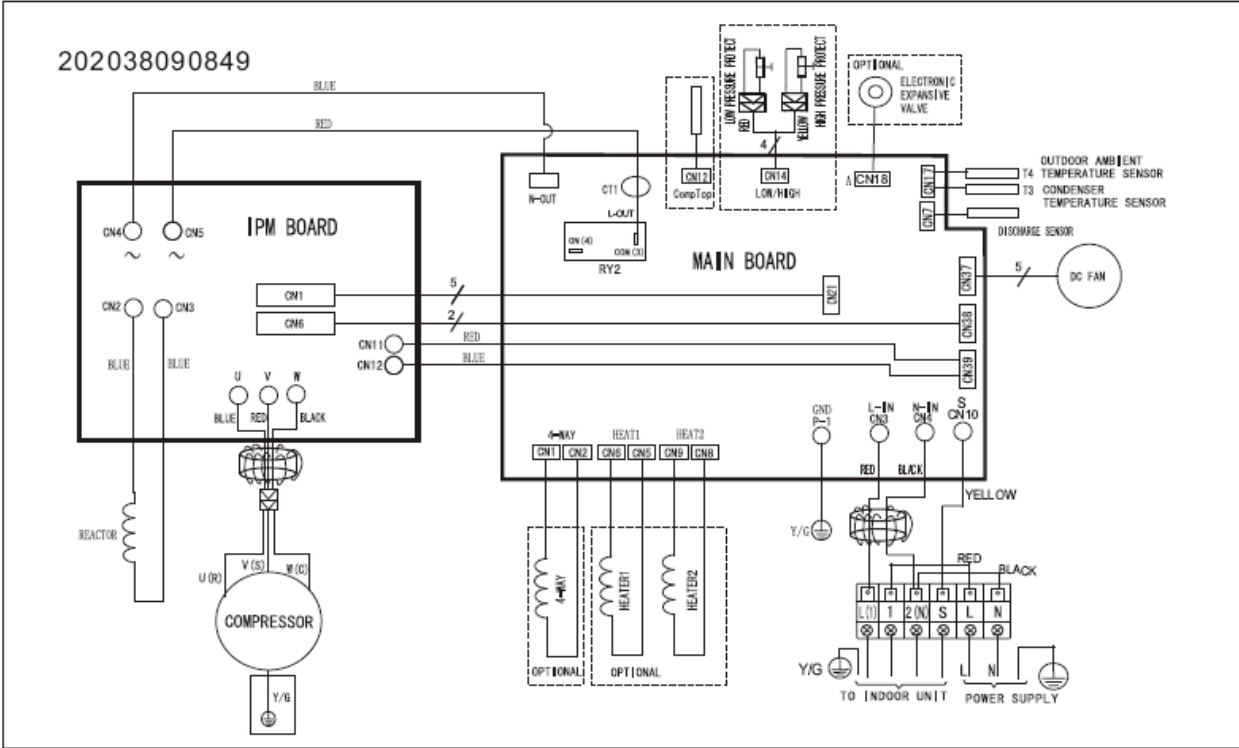 202038090849
BLUE
RED
LOW PRESSURE PROTECT
HIGH PRESSURE PROTECT
RED
YELLOW
4
OPTIONAL
ELECTRONIC
EXPANSIVE
VALVE
CN12
CompTop
CN14
LOW/HIGH
CN18
CN17
CN7
T4
OUTDOOR AMBIENT
TEMPERATURE SENSOR
T3
CONDENSER
TEMPERATURE SENSOR
DISCHARGE SENSOR
N-OUT
CT1
L-OUT
COM (3)
RY2
MAIN BOARD
CN21
CN37
5
DC FAN
CN38
CN39
IPM BOARD
CN4
CN5
~
~
CN2
CN3
CN1
5
CN6
2
CN11
RED
CN12
BLUE
BLUE
BLUE
U
V
W
BLUE
RED
BLACK
REACTOR
U(R)
V(S)
W(C)
COMPRESSOR
Y/G
4-WAY
HEAT1
HEAT2
CN1
CN2
CN6
CN5
CN9
CN8
4-WAY
HEATER1
HEATER2
OPTIONAL
OPTIONAL
GND
P-1
L-IN
CN3
N-IN
CN4
S
CN10
RED
BLACK
YELLOW
Y/G
RED
BLACK
L(1)
1
2(N)
S
L
N
Y/G
L
N
TO INDOOR UNIT
POWER SUPPLY